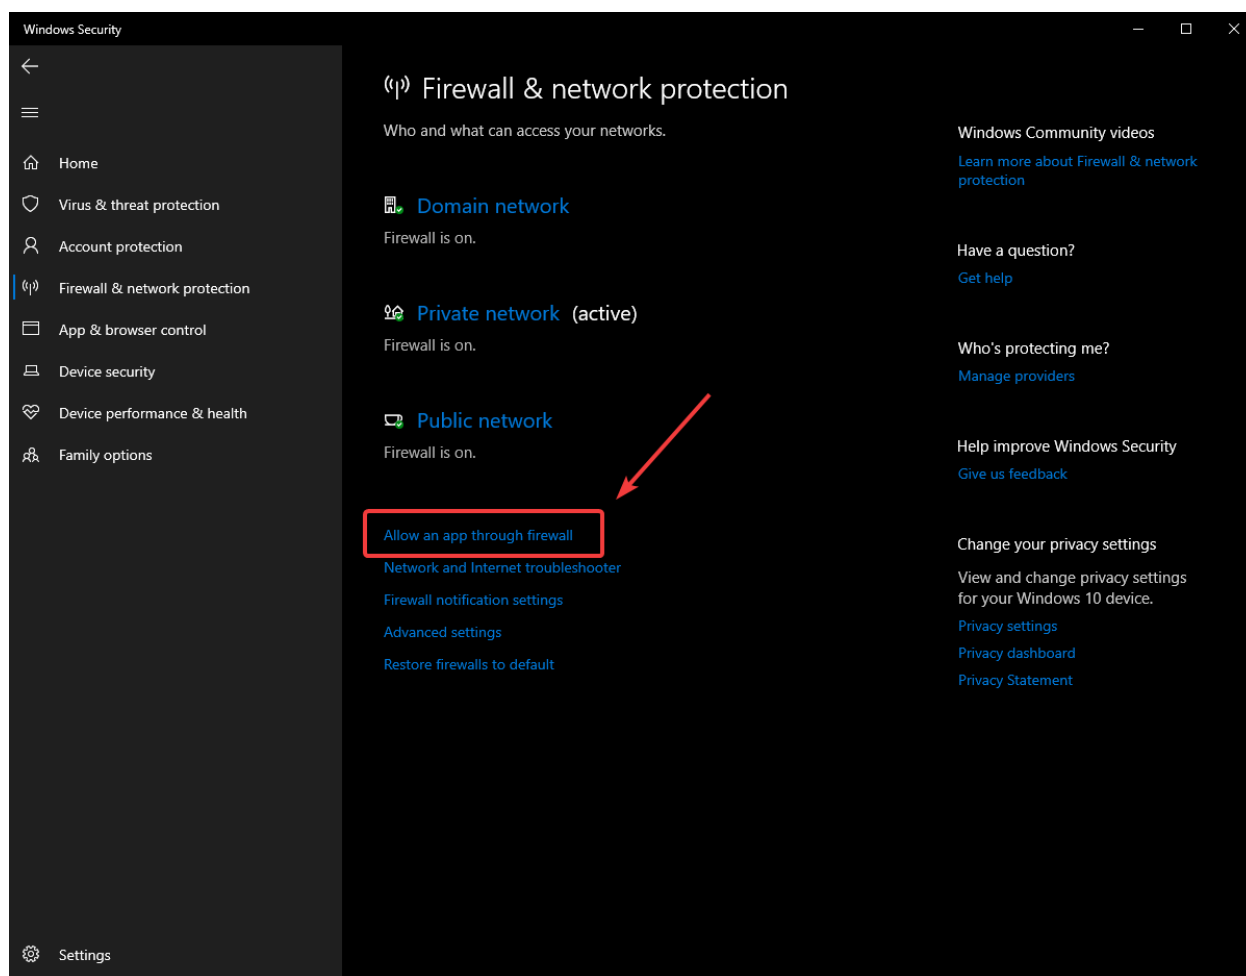 Windows Security
Home
Virus & threat protection
Account protection
Firewall & network protection
App & browser control
Device security
Device performance & health
Family options
Settings
Firewall & network protection
Who and what can access your networks.
Domain network
Firewall is on.
Private network (active)
Firewall is on.
Public network
Firewall is on.
Allow an app through firewall
Network and Internet troubleshooter
Firewall notification settings
Advanced settings
Restore firewalls to default
Windows Community videos
Learn more about Firewall & network
protection
Have a question?
Get help
Who's protecting me?
Manage providers
Help improve Windows Security
Give us feedback
Change your privacy settings
View and change privacy settings
for your Windows 10 device.
Privacy settings
Privacy dashboard
Privacy Statement